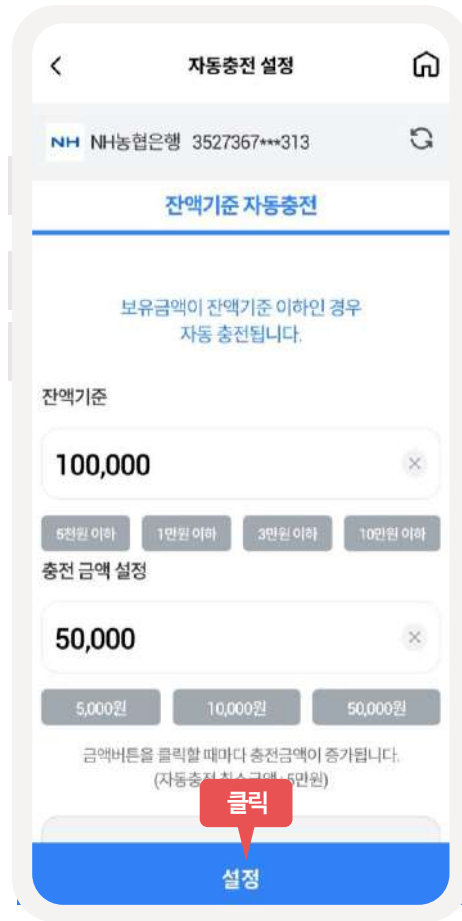 자동충전 설정
NH NH농협은행 3527367***313
잔액기준 자동충전
보유금액이 잔액기준 이하인 경우
자동 충전됩니다.
잔액기준
100,000
5천원 이하 1만원 이하 3만원 이하 10만원 이하
충전 금액 설정
50,000
5,000원 10,000원 50,000원
금액버튼을 클릭할 때마다 충전금액이 증가됩니다.
(자동충전 최소금액 : 5만원)
클릭
설정